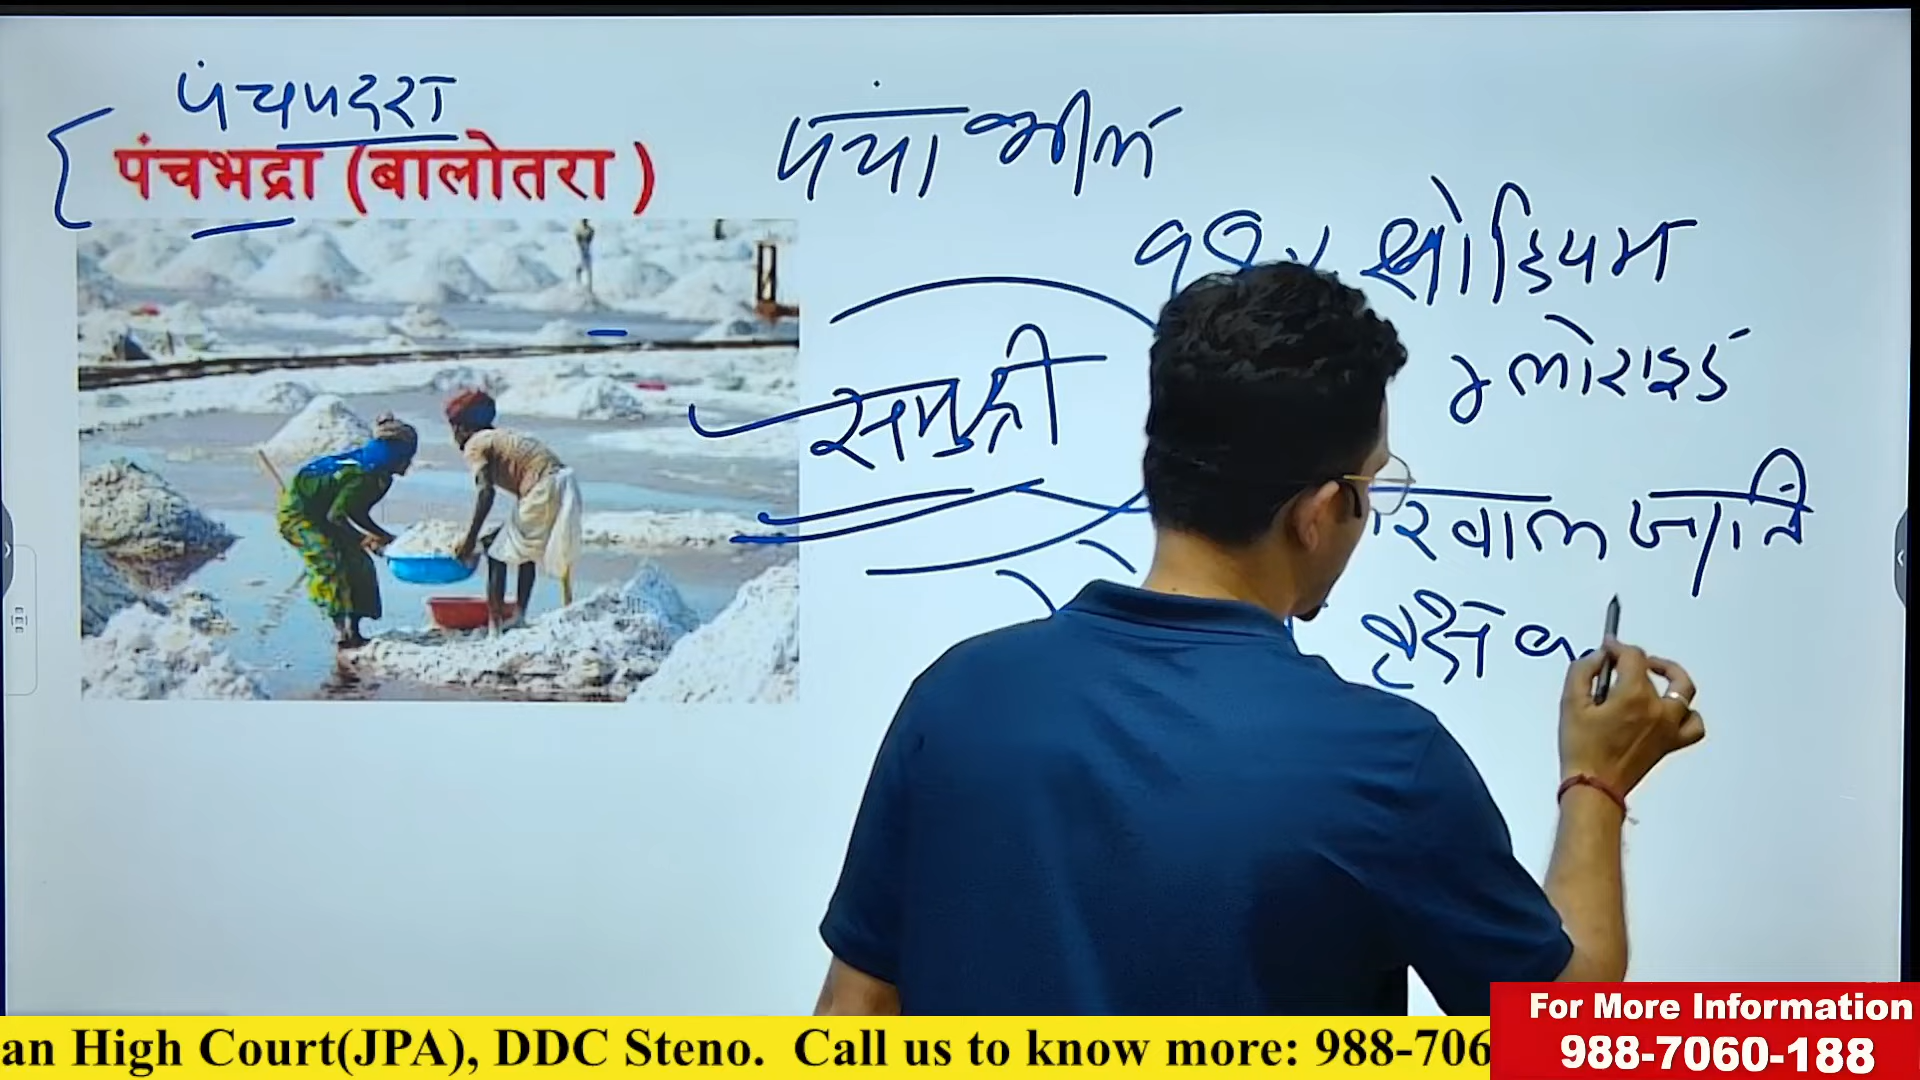 पंचपदरा
पंचभद्रा (बालोतरा )
पंचा भील
98% सोडियम
क्लोराइड
समुद्री
रवाल जाति
an High Court(JPA), DDC Steno. Call us to know more: 988-706
For More Information
988-7060-188